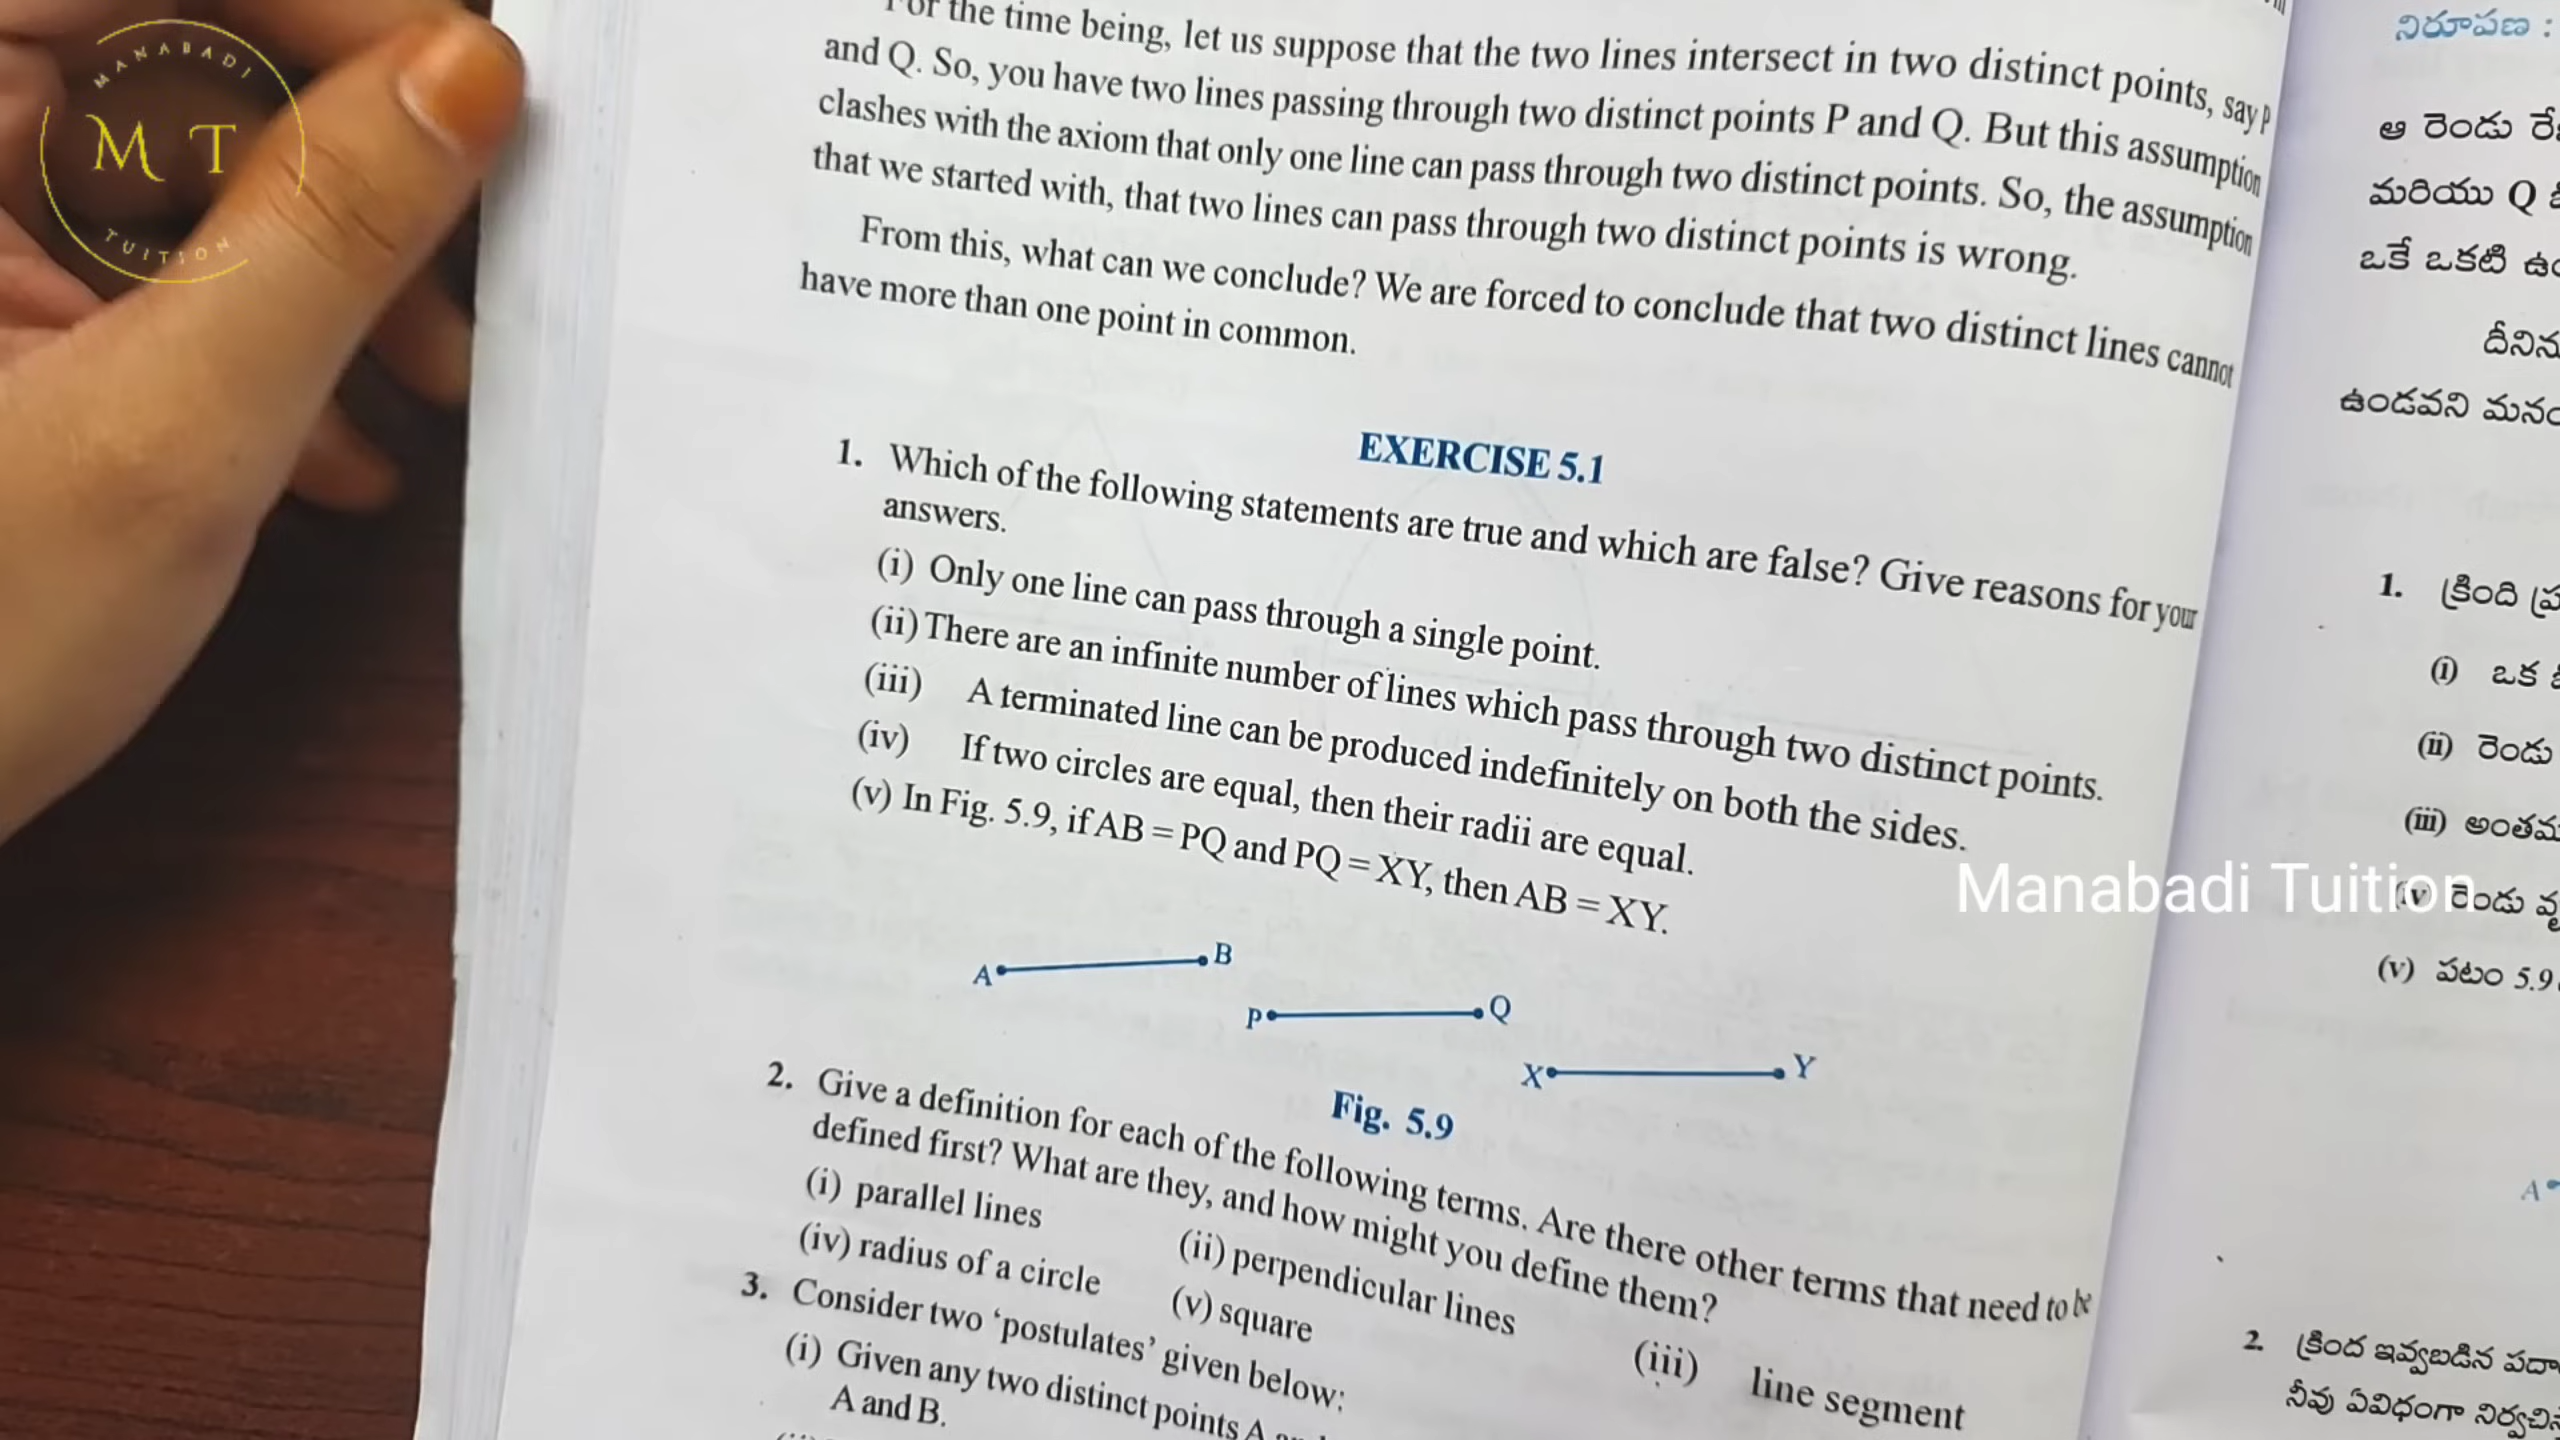 MANABADI
M T
TUITION
For the time being, let us suppose that the two lines intersect in two distinct points, say P
and Q. So, you have two lines passing through two distinct points P and Q. But this assumption
clashes with the axiom that only one line can pass through two distinct points. So, the assumption
that we started with, that two lines can pass through two distinct points is wrong.
From this, what can we conclude? We are forced to conclude that two distinct lines cannot
have more than one point in common.
EXERCISE 5.1
1. Which of the following statements are true and which are false? Give reasons for your
answers.
(i) Only one line can pass through a single point.
(ii) There are an infinite number of lines which pass through two distinct points.
(iii) A terminated line can be produced indefinitely on both the sides.
(iv) If two circles are equal, then their radii are equal.
(v) In Fig. 5.9, if AB = PQ and PQ = XY, then AB = XY.
A B
P Q
X Y
Fig. 5.9
2. Give a definition for each of the following terms. Are there other terms that need to be
defined first? What are they, and how might you define them?
(i) parallel lines (ii) perpendicular lines (iii) line segment
(iv) radius of a circle (v) square
3. Consider two ‘postulates’ given below:
(i) Given any two distinct points A
A and B.
నిరూపణ :
ఆ రెండు
మరియు Q
ఒకే ఒకటి
ఉండవని
1. క్రింది
(i) ఒక
(ii) రెండు
(iii)
(iv) రెండు
(v) పటం 5.9
A
2. క్రింద ఇవ్వబడిన
నీవు ఏవిధంగా
Manabadi Tuition